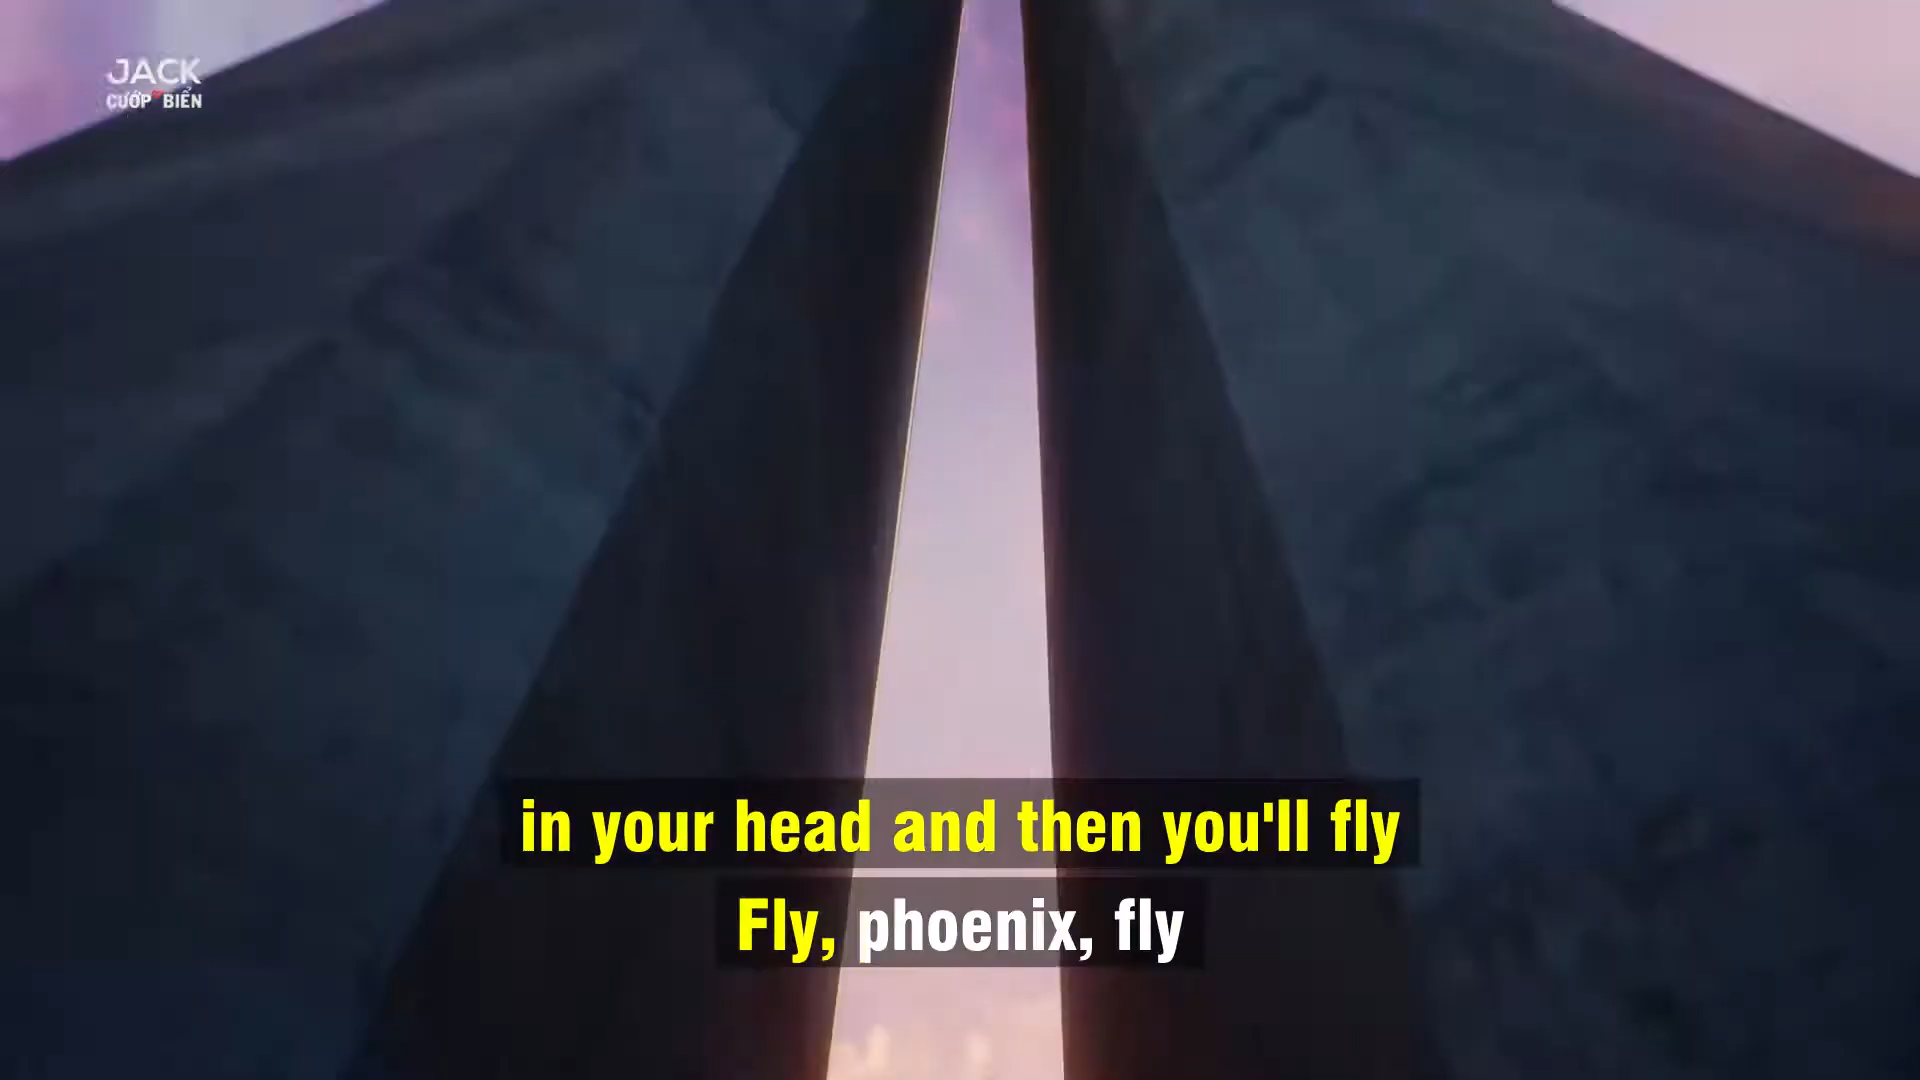 JACK
CƯỚP BIỂN
in your head and then you'll fly
Fly, phoenix, fly